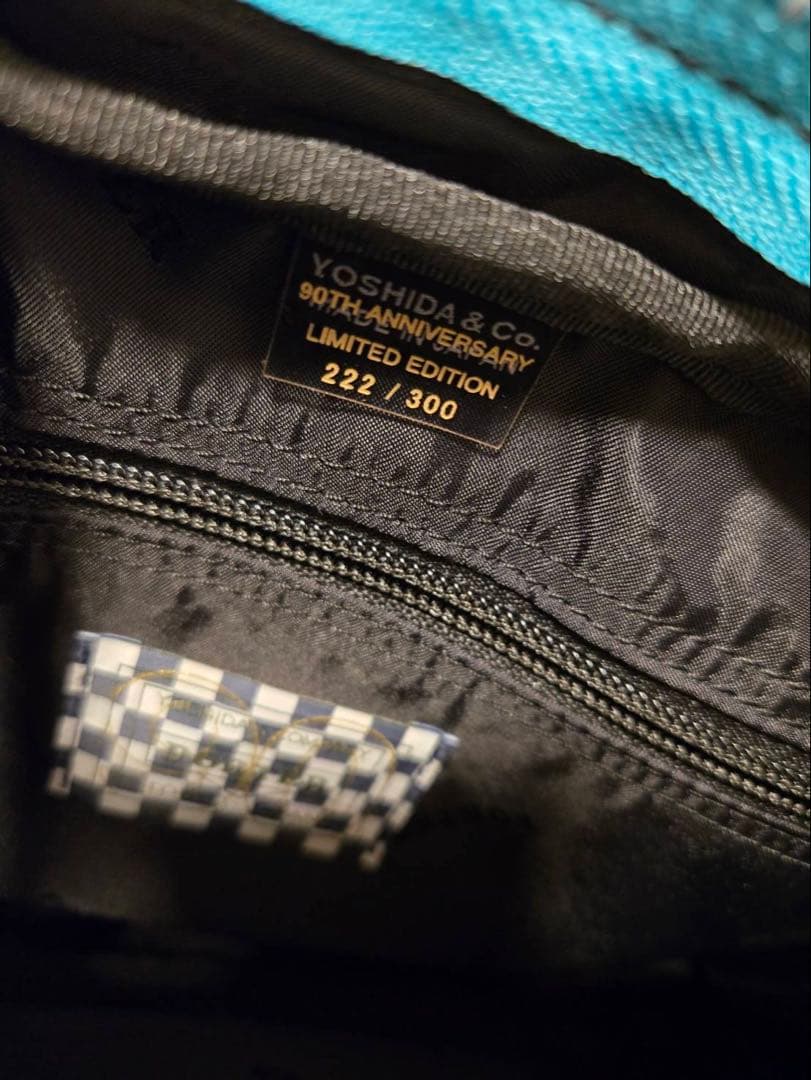 YOSHIDA & CO.
90TH ANNIVERSARY
MADE IN JAPAN
LIMITED EDITION
222 / 300